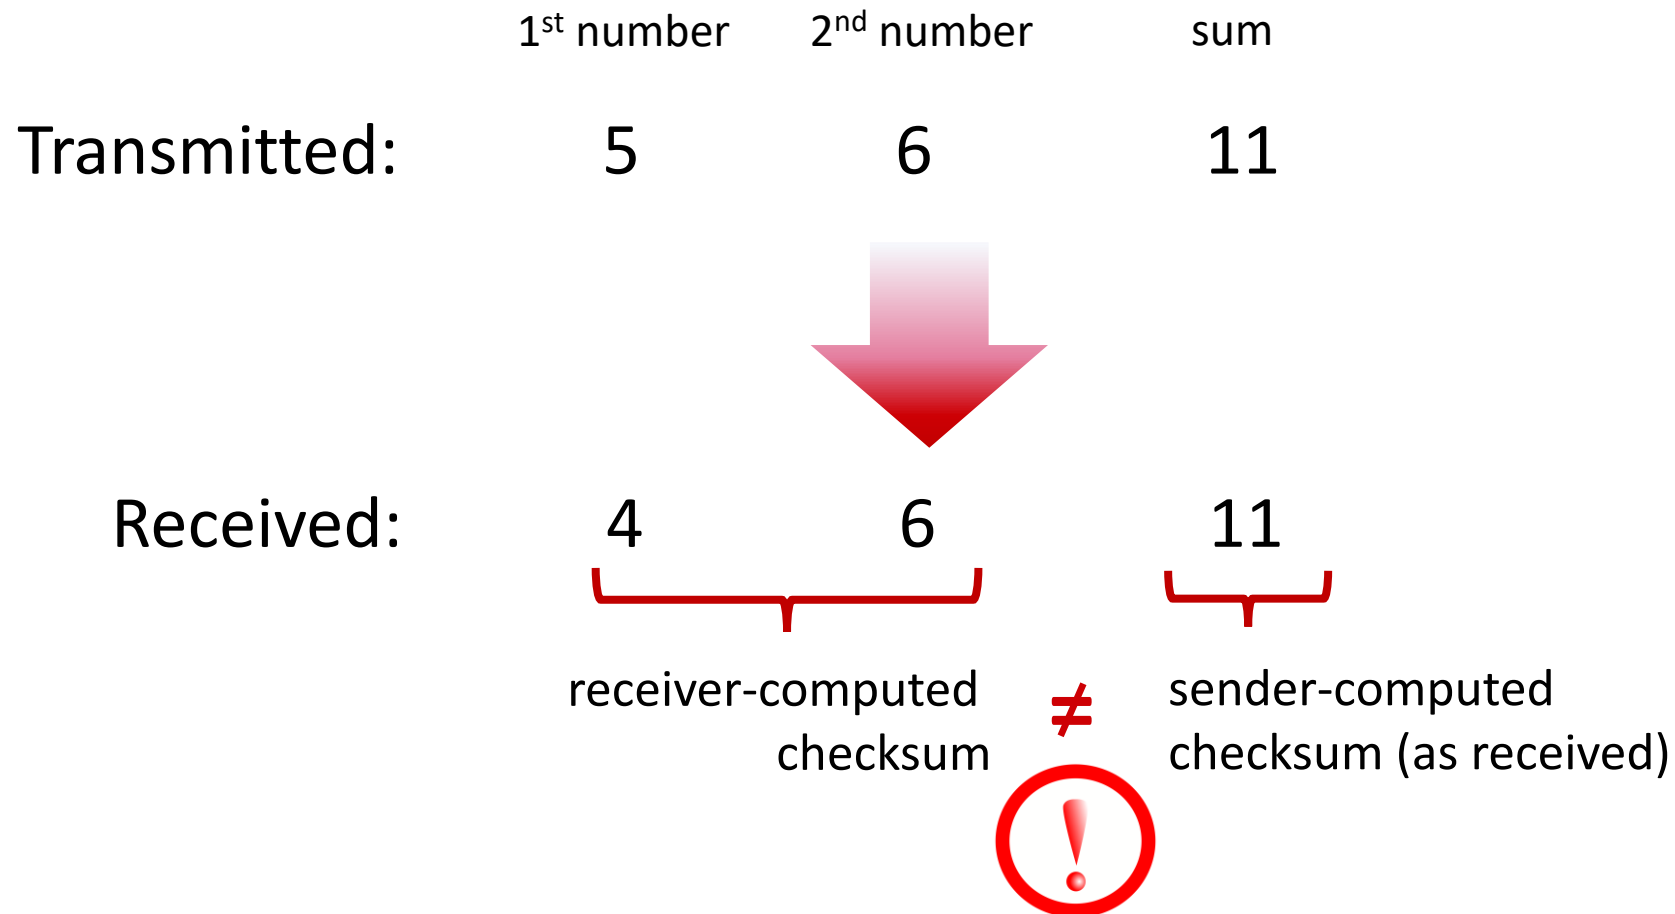 1st number 2nd number sum
Transmitted: 5 6 11
Received: 4 6 11
receiver-computed ≠ sender-computed
checksum checksum (as received)
!